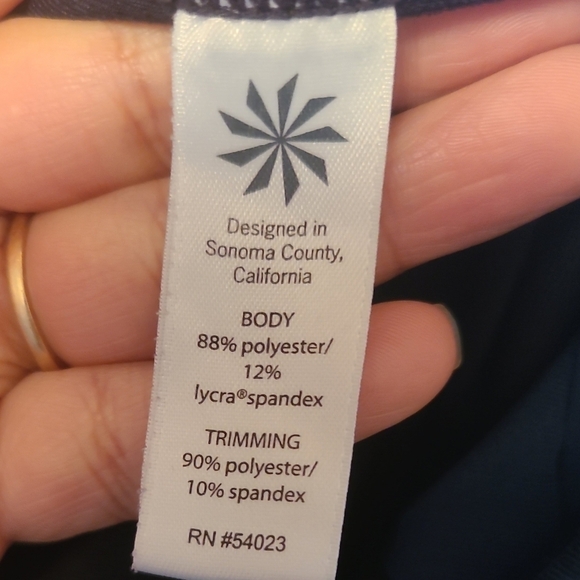 Designed in
Sonoma County,
California
BODY
88% polyester/
12%
lycra®spandex
TRIMMING
90% polyester/
10% spandex
RN #54023